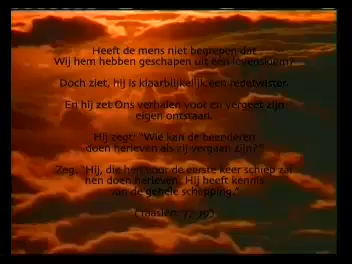 Heeft de mens niet begrepen dat
Wij hem hebben geschapen uit een levenskiem?
Doch ziet, hij is klaarblijkelijk een redetwister.
En hij zet Ons verhalen voor en vergeet zijn
eigen ontstaan.
Hij zegt: "Wie kan de beenderen
doen herleven als zij vergaan zijn?"
Zeg: "Hij, die hen voor de eerste keer schiep zal
hen doen herleven. Hij heeft kennis
van de gehele schepping."